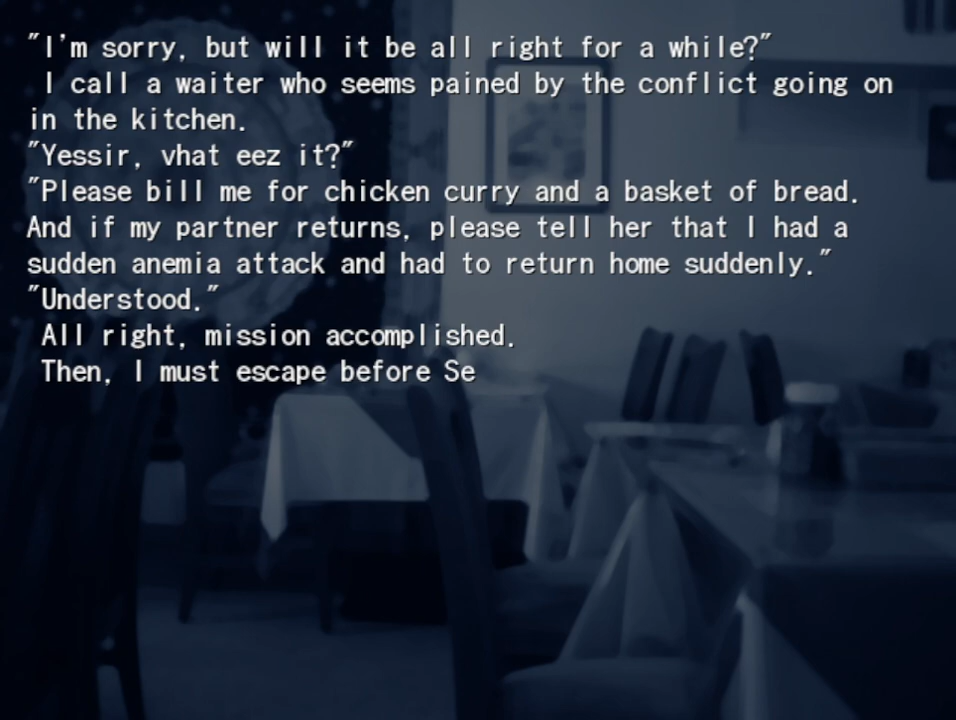 "I'm sorry, but will it be all right for a while?"
I call a waiter who seems pained by the conflict going on
in the kitchen.
"Yessir, vhat eez it?"
"Please bill me for chicken curry and a basket of bread.
And if my partner returns, please tell her that I had a
sudden anemia attack and had to return home suddenly."
"Understood."
All right, mission accomplished.
Then, I must escape before Se